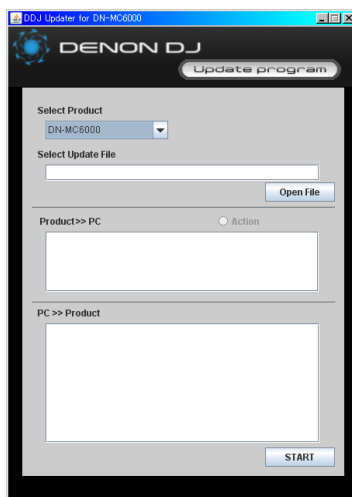 DDJ Updater for DN-MC6000
DENON DJ
Update program
Select Product
DN-MC6000
Select Update File
Open File
Product>> PC
Action
PC >> Product
START